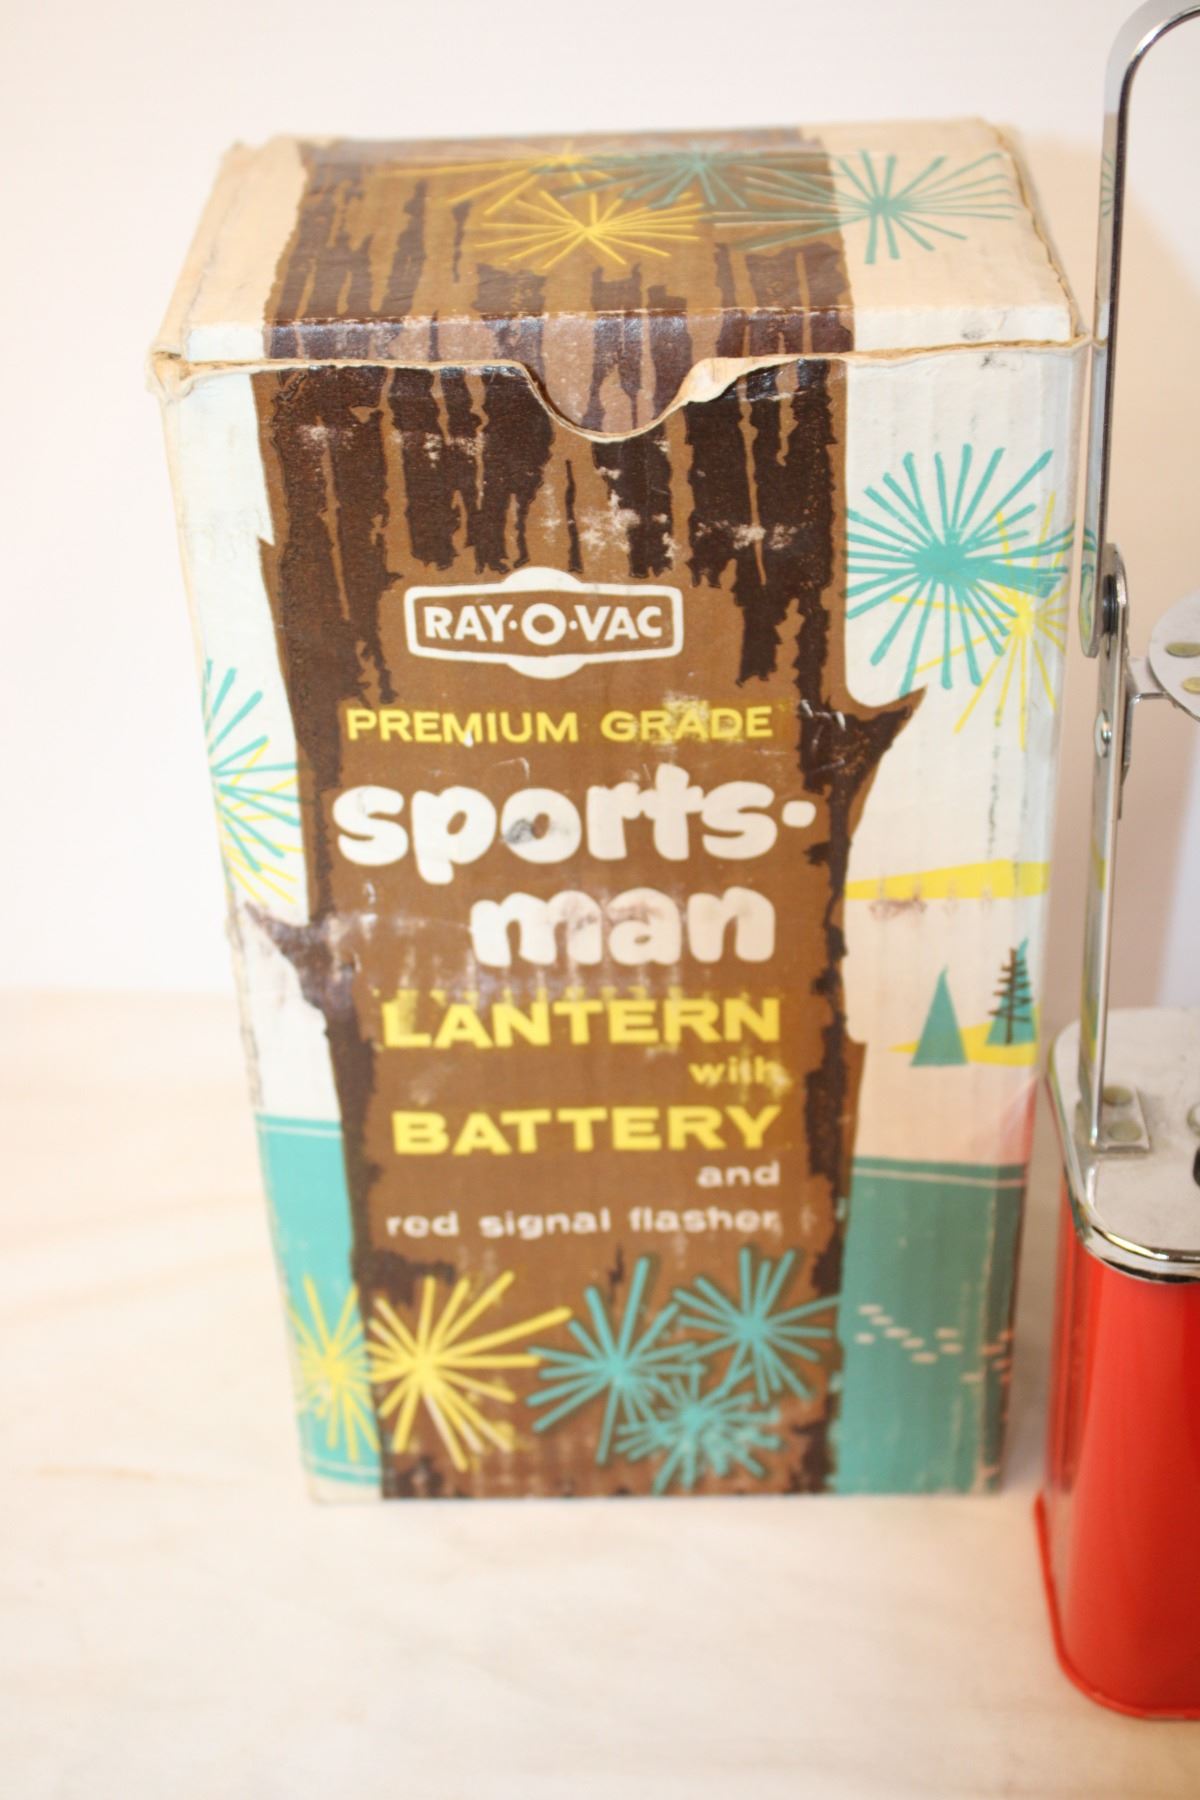 RAY·O·VAC
PREMIUM GRADE
sports-
man
LANTERN
with
BATTERY
and
red signal flasher